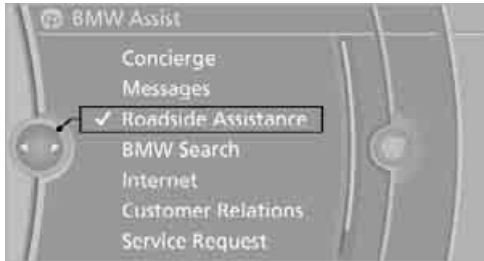 BMW Assist
Concierge
Messages
Roadside Assistance
BMW Search
Internet
Customer Relations
Service Request